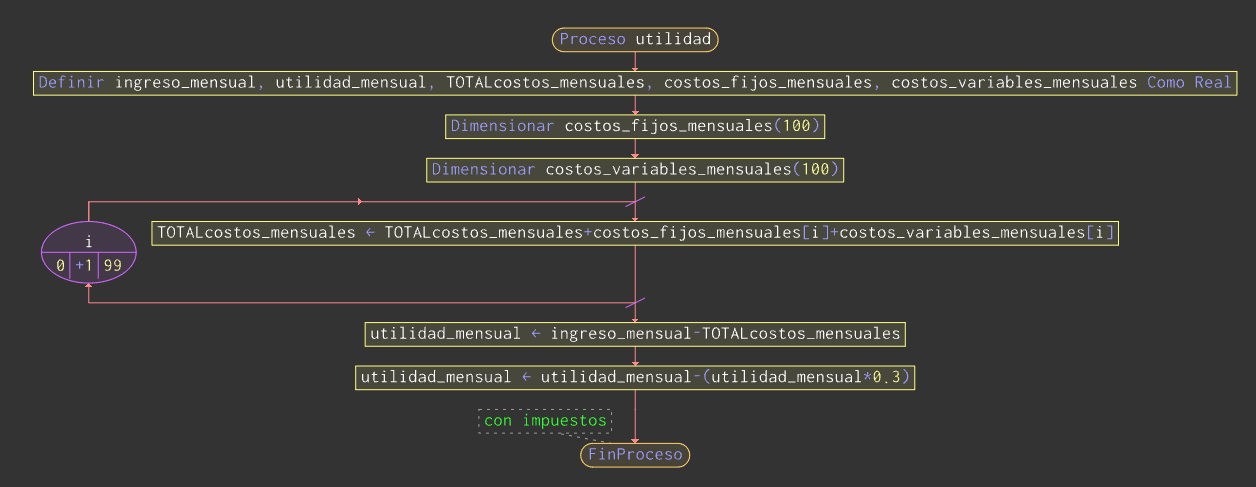 Proceso utilidad
Definir ingreso_mensual, utilidad_mensual, TOTALcostos_mensuales, costos_fijos_mensuales, costos_variables_mensuales Como Real
Dimensionar costos_fijos_mensuales(100)
Dimensionar costos_variables_mensuales(100)
i
0 +1 99
TOTALcostos_mensuales ← TOTALcostos_mensuales+costos_fijos_mensuales[i]+costos_variables_mensuales[i]
utilidad_mensual ← ingreso_mensual-TOTALcostos_mensuales
utilidad_mensual ← utilidad_mensual-(utilidad_mensual*0.3)
con impuestos
FinProceso